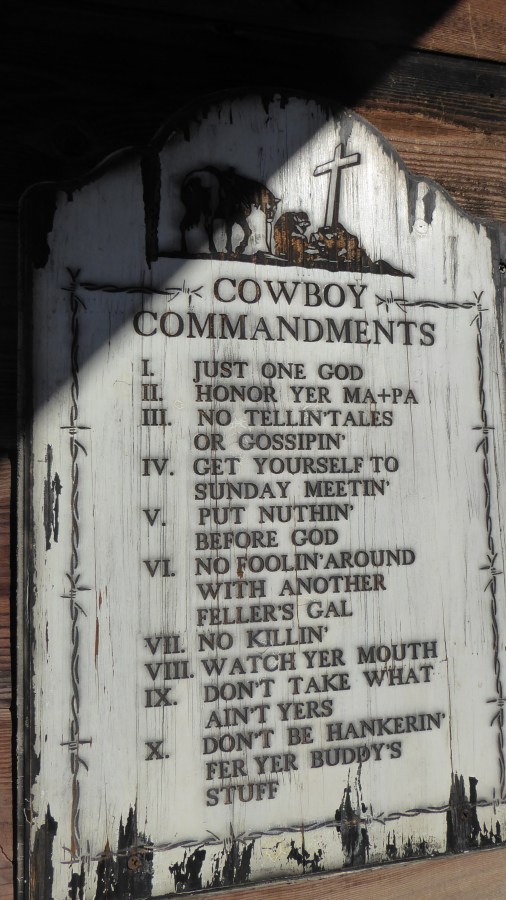 COWBOY
COMMANDMENTS
I. JUST ONE GOD
II. HONOR YER MA+PA
III. NO TELLIN' TALES
OR GOSSIPIN'
IV. GET YOURSELF TO
SUNDAY MEETIN'
V. PUT NUTHIN'
BEFORE GOD
VI. NO FOOLIN' AROUND
WITH ANOTHER
FELLER'S GAL
VII. NO KILLIN'
VIII. WATCH YER MOUTH
IX. DON'T TAKE WHAT
AIN'T YERS
X. DON'T BE HANKERIN'
FER YER BUDDY'S
STUFF